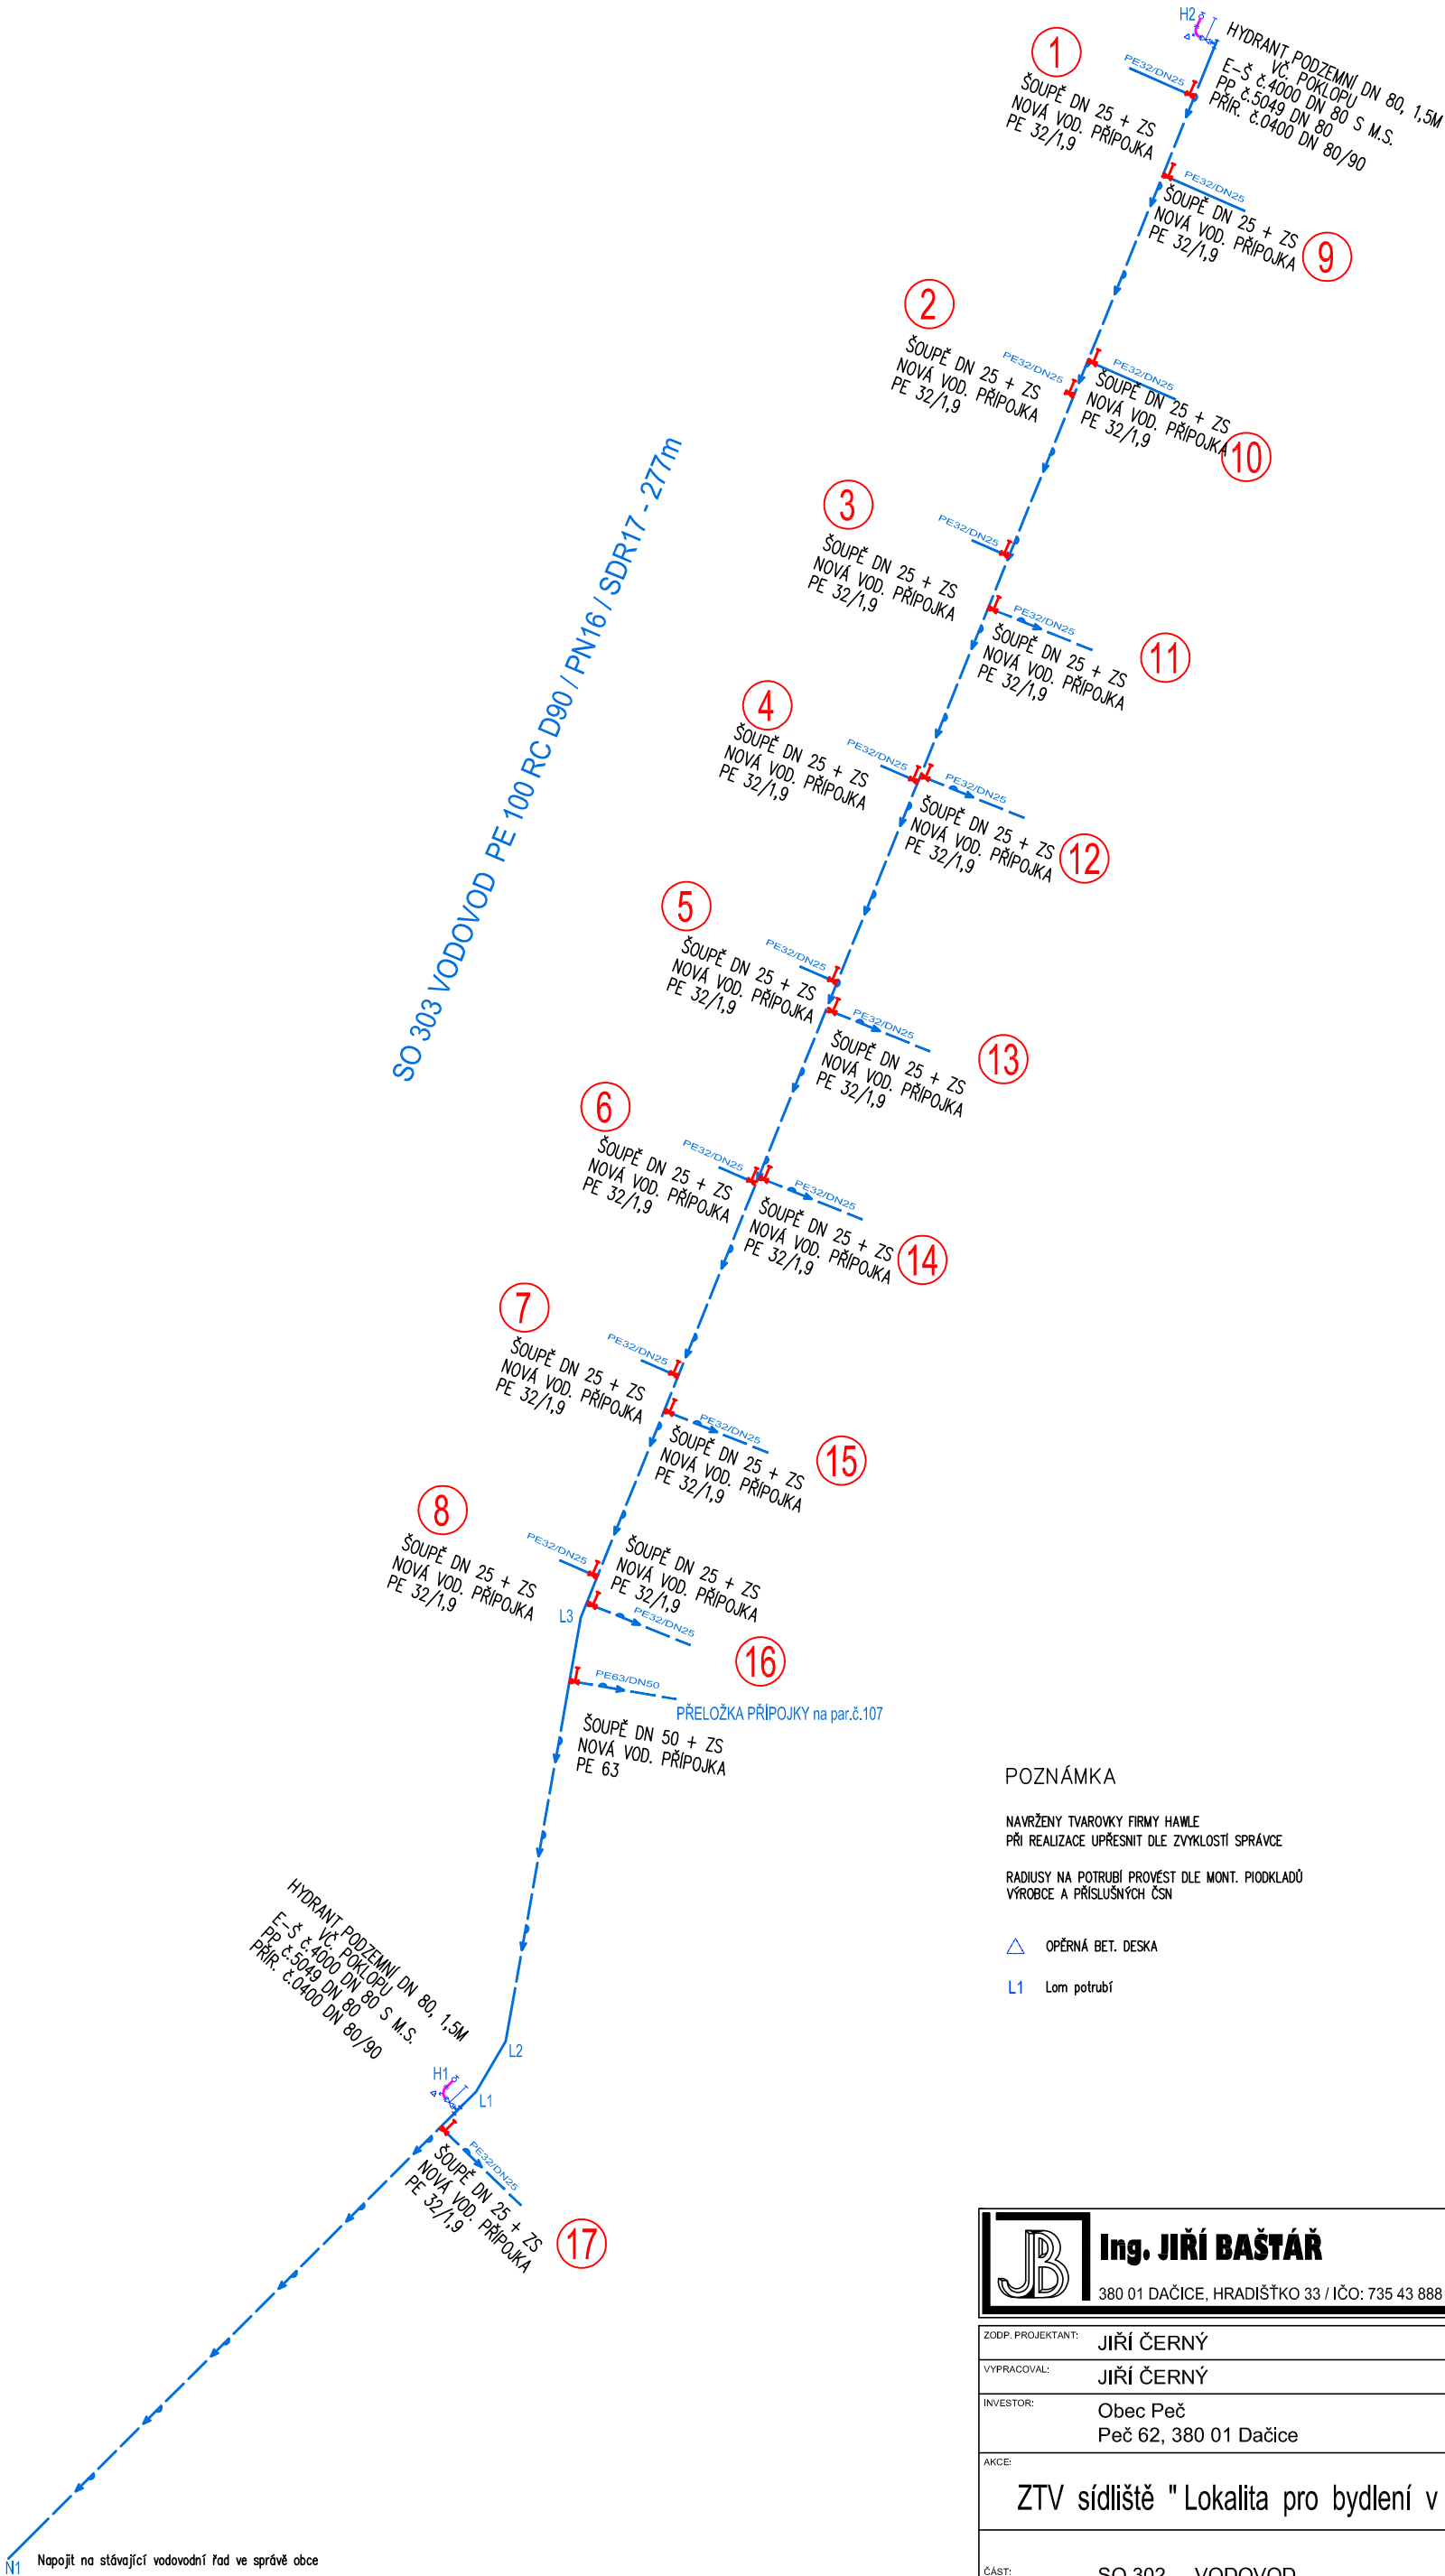 H2
HYDRANT PODZEMNÍ DN 80, 1,5M
VČ. POKLOPU
E-Š č.4000 DN 80 S M.S.
PP č.5049 DN 80
PŘÍR. č.0400 DN 80/90
1
PE32/DN25
ŠOUPĚ DN 25 + ZS
NOVÁ VOD. PŘÍPOJKA
PE 32/1,9
PE32/DN25
ŠOUPĚ DN 25 + ZS
NOVÁ VOD. PŘÍPOJKA
PE 32/1,9
9
2
PE32/DN25
ŠOUPĚ DN 25 + ZS
NOVÁ VOD. PŘÍPOJKA
PE 32/1,9
PE32/DN25
ŠOUPĚ DN 25 + ZS
NOVÁ VOD. PŘÍPOJKA
PE 32/1,9
10
SO 303 VODOVOD PE 100 RC D90 / PN16 / SDR17 - 277m
3
PE32/DN25
ŠOUPĚ DN 25 + ZS
NOVÁ VOD. PŘÍPOJKA
PE 32/1,9
PE32/DN25
ŠOUPĚ DN 25 + ZS
NOVÁ VOD. PŘÍPOJKA
PE 32/1,9
11
4
PE32/DN25
ŠOUPĚ DN 25 + ZS
NOVÁ VOD. PŘÍPOJKA
PE 32/1,9
PE32/DN25
ŠOUPĚ DN 25 + ZS
NOVÁ VOD. PŘÍPOJKA
PE 32/1,9
12
5
PE32/DN25
ŠOUPĚ DN 25 + ZS
NOVÁ VOD. PŘÍPOJKA
PE 32/1,9
PE32/DN25
ŠOUPĚ DN 25 + ZS
NOVÁ VOD. PŘÍPOJKA
PE 32/1,9
13
6
PE32/DN25
ŠOUPĚ DN 25 + ZS
NOVÁ VOD. PŘÍPOJKA
PE 32/1,9
PE32/DN25
ŠOUPĚ DN 25 + ZS
NOVÁ VOD. PŘÍPOJKA
PE 32/1,9
14
7
PE32/DN25
ŠOUPĚ DN 25 + ZS
NOVÁ VOD. PŘÍPOJKA
PE 32/1,9
PE32/DN25
ŠOUPĚ DN 25 + ZS
NOVÁ VOD. PŘÍPOJKA
PE 32/1,9
15
8
PE32/DN25
ŠOUPĚ DN 25 + ZS
NOVÁ VOD. PŘÍPOJKA
PE 32/1,9
ŠOUPĚ DN 25 + ZS
NOVÁ VOD. PŘÍPOJKA
PE 32/1,9
L3
PE32/DN25
16
PE63/DN50
PŘELOŽKA PŘÍPOJKY na par.č.107
ŠOUPĚ DN 50 + ZS
NOVÁ VOD. PŘÍPOJKA
PE 63
POZNÁMKA
NAVRŽENY TVAROVKY FIRMY HAWLE
PŘI REALIZACE UPŘESNIT DLE ZVYKLOSTÍ SPRÁVCE
RADIUSY NA POTRUBÍ PROVÉST DLE MONT. PIODKLADŮ
VÝROBCE A PŘÍSLUŠNÝCH ČSN
OPĚRNÁ BET. DESKA
L1 Lom potrubí
HYDRANT PODZEMNÍ DN 80, 1,5M
VČ. POKLOPU
E-Š č.4000 DN 80 S M.S.
PP č.5049 DN 80
PŘÍR. č.0400 DN 80/90
L2
H1
L1
PE32/DN25
ŠOUPĚ DN 25 + ZS
NOVÁ VOD. PŘÍPOJKA
PE 32/1,9
17
JB
Ing. JIŘÍ BAŠTÁŘ
380 01 DAČICE, HRADIŠŤKO 33 / IČO: 735 43 888
ZODP. PROJEKTANT: JIŘÍ ČERNÝ
VYPRACOVAL: JIŘÍ ČERNÝ
INVESTOR: Obec Peč
Peč 62, 380 01 Dačice
AKCE:
ZTV sídliště " Lokalita pro bydlení v
ČÁST: SO 302 VODOVOD
N1 Napojit na stávající vodovodní řad ve správě obce